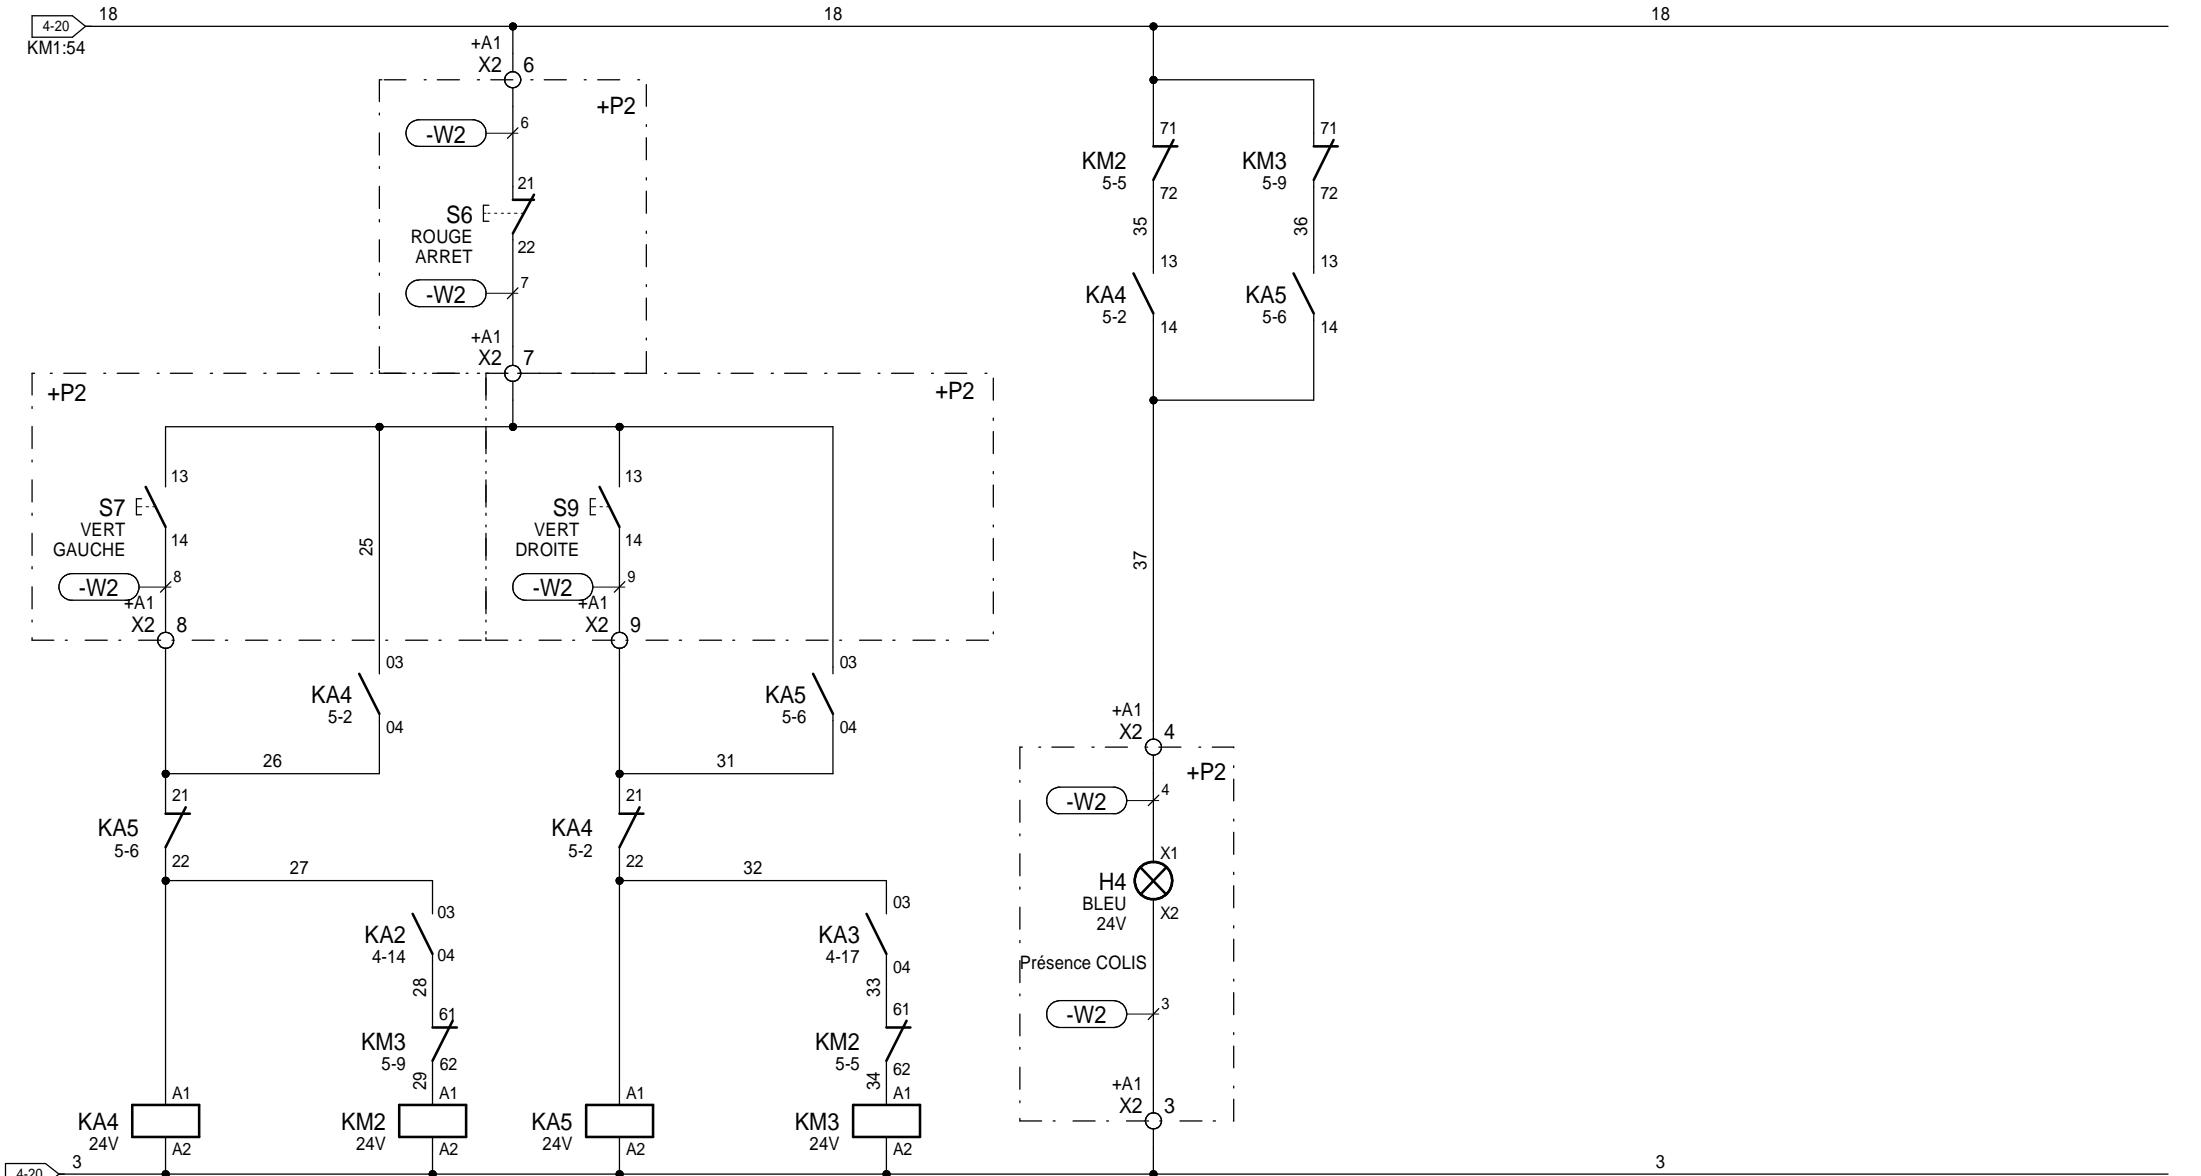 18
18
18
4-20
KM1:54
+A1
X2 6
+P2
-W2
6
21
S6
ROUGE
ARRET
22
-W2
7
+A1
X2 7
71
KM2
5-5
72
35
13
KA4
5-2
14
71
KM3
5-9
72
36
13
KA5
5-6
14
+P2
+P2
13
S7
VERT
GAUCHE
14
-W2
8
+A1
X2 8
25
13
S9
VERT
DROITE
14
-W2
9
+A1
X2 9
37
03
KA4
5-2
04
26
03
KA5
5-6
04
31
21
KA5
5-6
22
27
21
KA4
5-2
22
32
03
KA2
4-14
04
28
61
KM3
5-9
62
29
03
KA3
4-17
04
33
61
KM2
5-5
62
34
+A1
X2 4
+P2
-W2
4
X1
H4
BLEU
24V
X2
Présence COLIS
-W2
3
+A1
X2 3
A1
KA4
24V
A2
A1
KM2
24V
A2
A1
KA5
24V
A2
A1
KM3
24V
A2
4-20
3
3